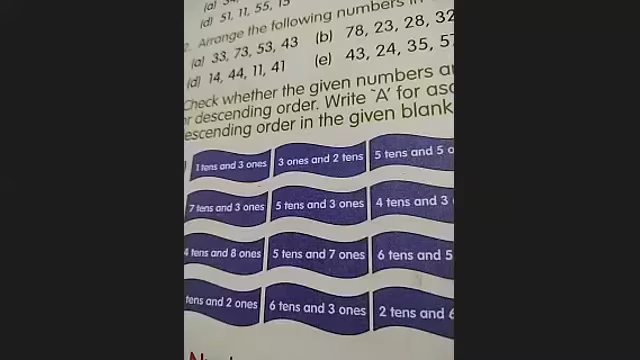 (d) 51, 11, 55, 15
2. Arrange the following numbers in
(a) 33, 73, 53, 43 (b) 78, 23, 28, 32
(d) 14, 44, 11, 41 (e) 43, 24, 35,
Check whether the given numbers
or descending order. Write `A' for
escending order in the given blank
1 tens and 3 ones 3 ones and 2 tens 5 tens and 5
7 tens and 3 ones 5 tens and 3 ones 4 tens and 3
4 tens and 8 ones 5 tens and 7 ones 6 tens and 5
tens and 2 ones 6 tens and 3 ones 2 tens and